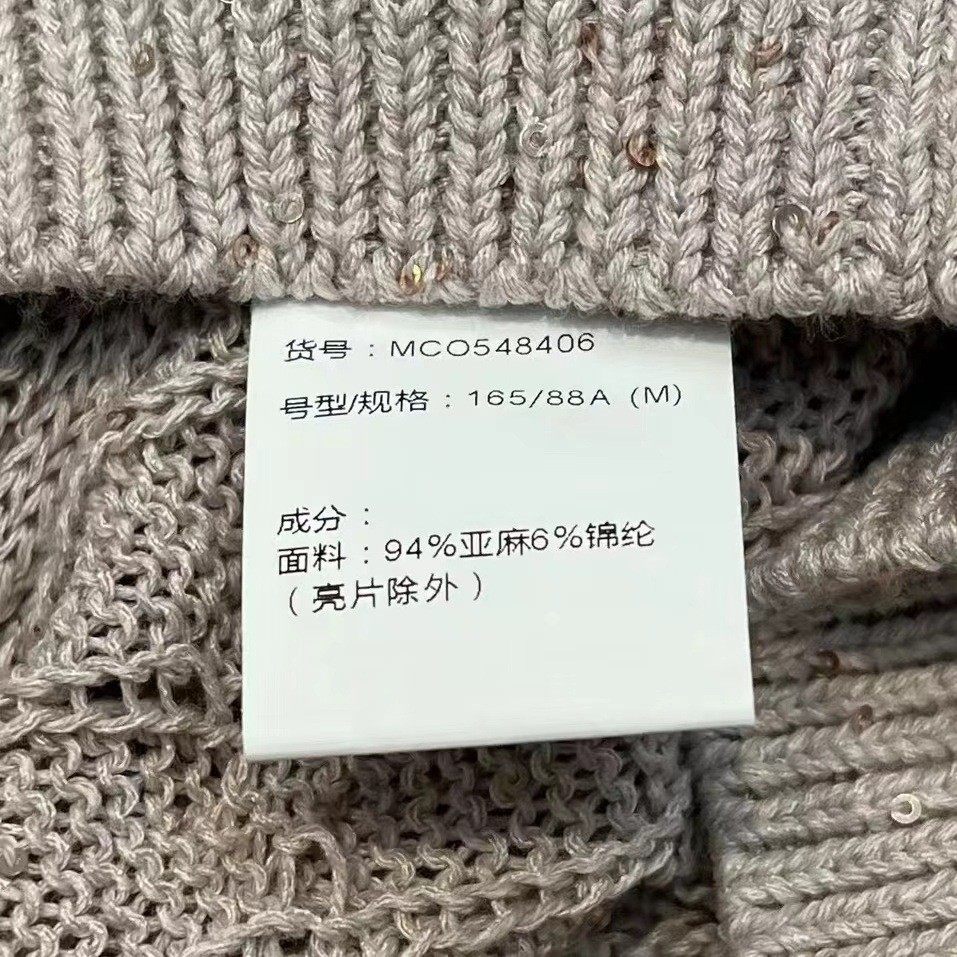 货号：MCO548406
号型/规格：165/88A (M)
成分：
面料：94%亚麻6%锦纶
（亮片除外）